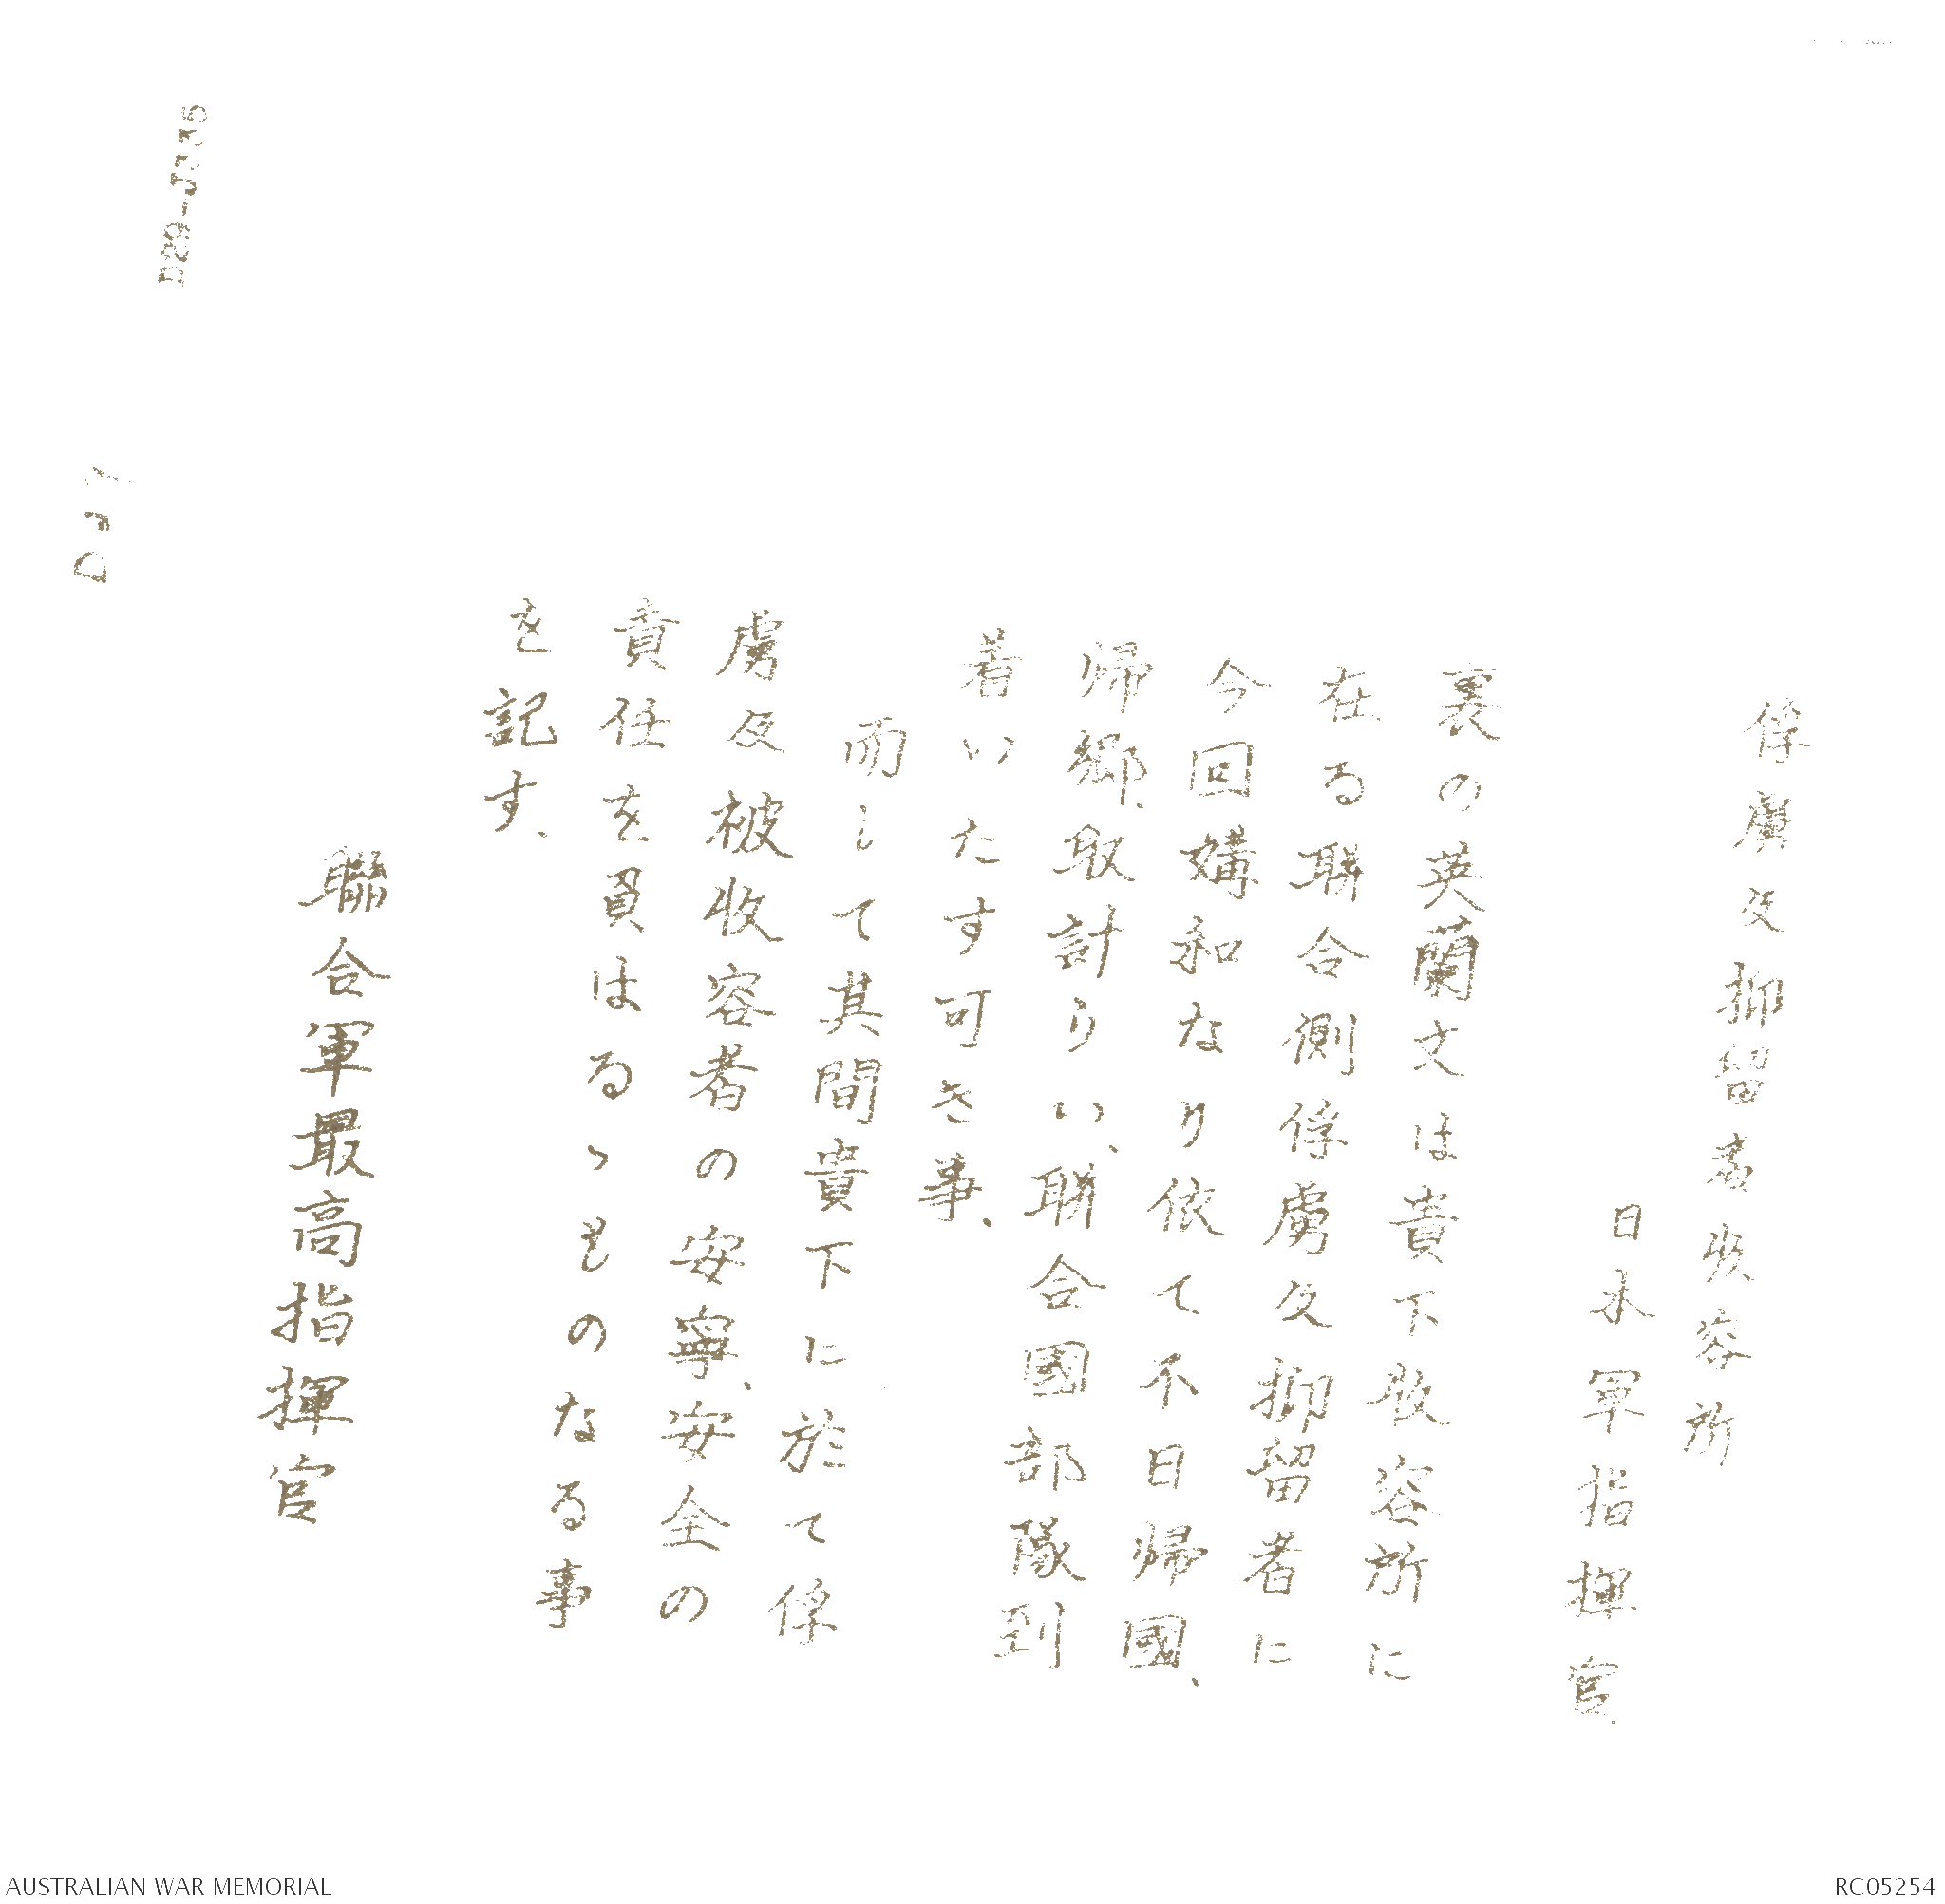 俘虜及抑留者收容所
日本軍指揮官
裏の英蘭文は貴下收容所に
在る聯合側俘虜及抑留者に
今回媾和なり依て不日帰國、
帰郷、取計らい、聯合國部隊到
着いたす可き事、
而して其間貴下に於て俘
虜及被收容者の安寧、安全の
責任を負はるゝものなる事
を記す、
聯合軍最高指揮官
AUSTRALIAN WAR MEMORIAL
RC05254